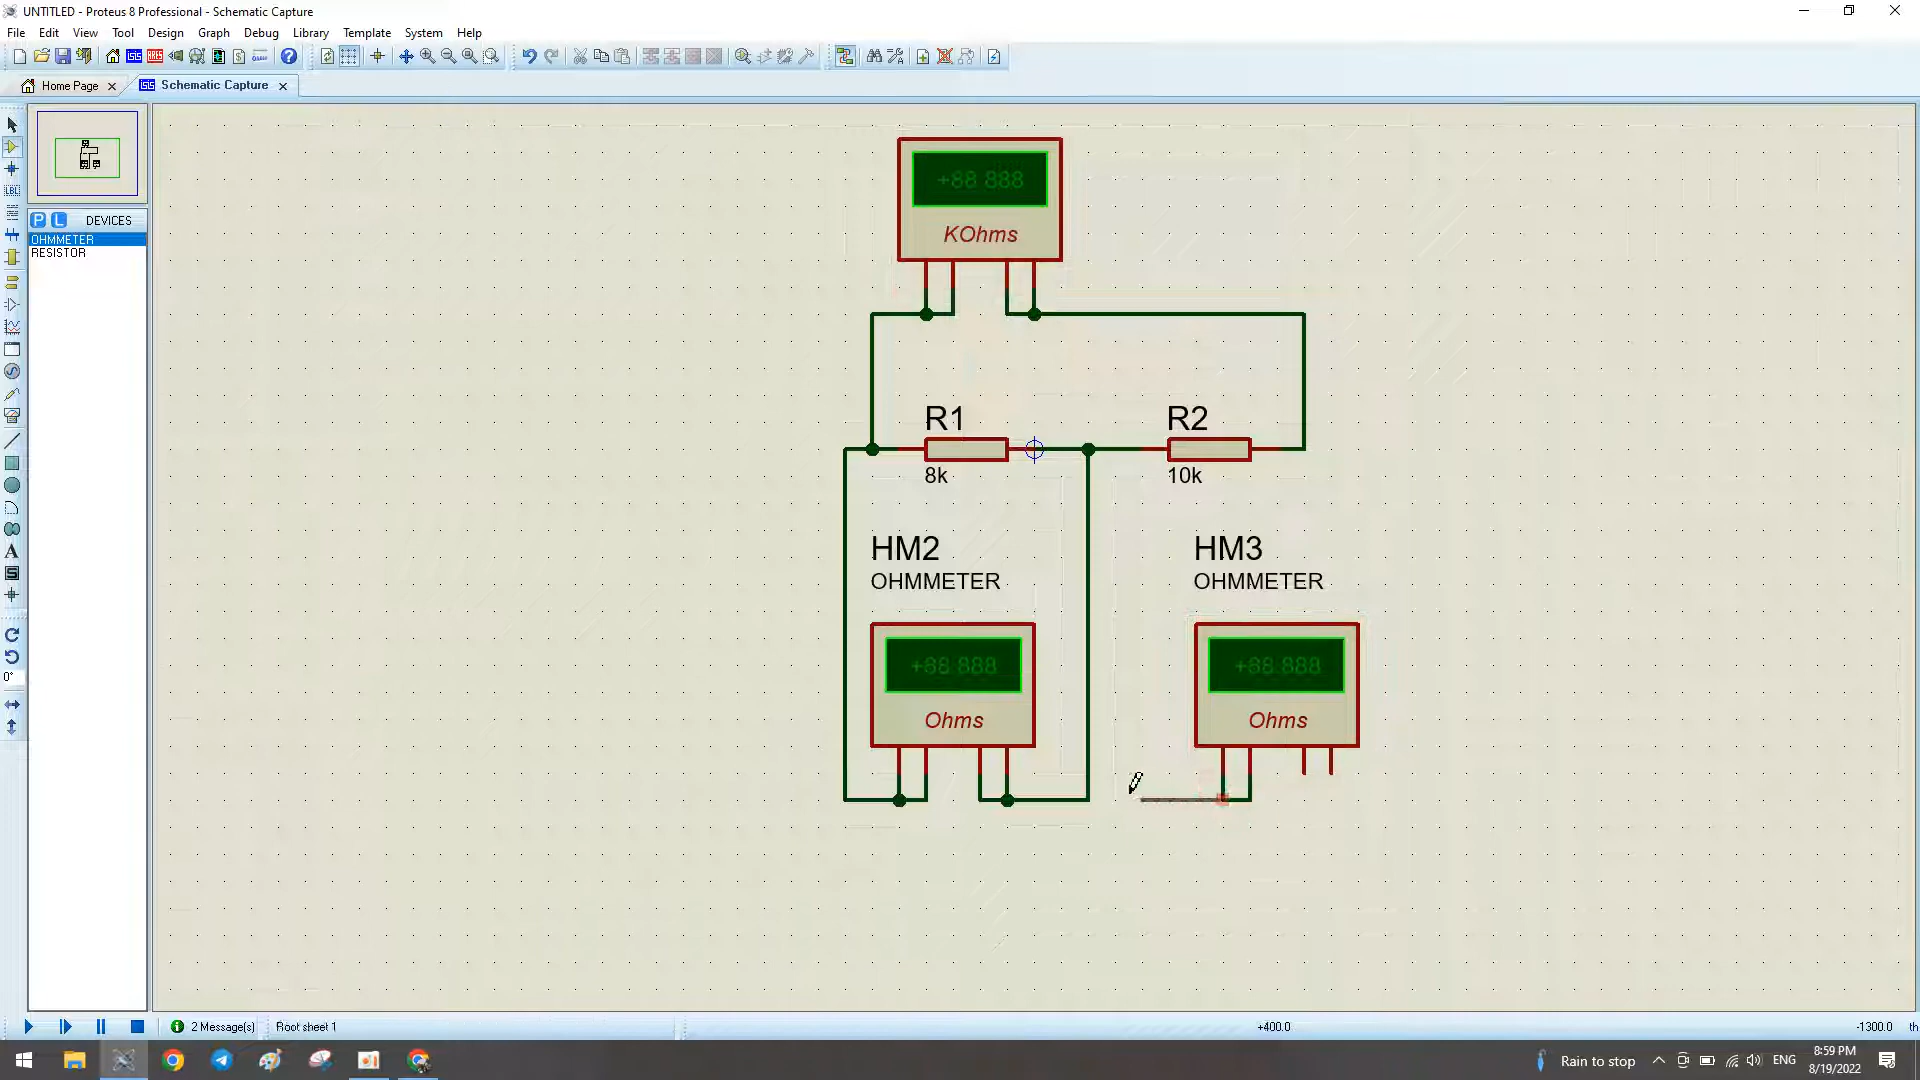 UNTITLED - Proteus 8 Professional - Schematic Capture
File Edit View Tool Design Graph Debug Library Template System Help
Home Page
Schematic Capture
P L DEVICES
OHMMETER
RESISTOR
LBL
A
S
0°
+88.888
KOhms
R1
8k
R2
10k
HM2
OHMMETER
HM3
OHMMETER
+88.888
Ohms
+88.888
Ohms
2 Message(s)
Root sheet 1
+400.0
-1300.0
th
Rain to stop
ENG
8:59 PM
8/19/2022